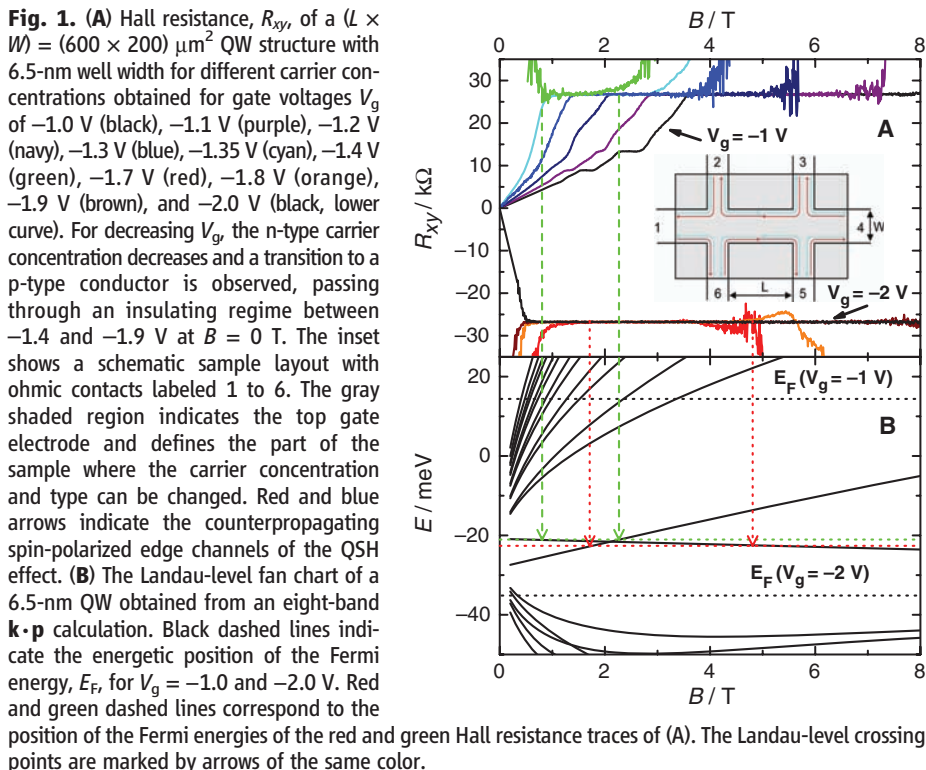 Fig. 1. (A) Hall resistance, Rxy, of a (L ×
W) = (600 × 200) μm² QW structure with
6.5-nm well width for different carrier con-
centrations obtained for gate voltages Vg
of −1.0 V (black), −1.1 V (purple), −1.2 V
(navy), −1.3 V (blue), −1.35 V (cyan), −1.4 V
(green), −1.7 V (red), −1.8 V (orange),
−1.9 V (brown), and −2.0 V (black, lower
curve). For decreasing Vg, the n-type carrier
concentration decreases and a transition to a
p-type conductor is observed, passing
through an insulating regime between
−1.4 and −1.9 V at B = 0 T. The inset
shows a schematic sample layout with
ohmic contacts labeled 1 to 6. The gray
shaded region indicates the top gate
electrode and defines the part of the
sample where the carrier concentration
and type can be changed. Red and blue
arrows indicate the counterpropagating
spin-polarized edge channels of the QSH
effect. (B) The Landau-level fan chart of a
6.5-nm QW obtained from an eight-band
k·p calculation. Black dashed lines indi-
cate the energetic position of the Fermi
energy, EF, for Vg = −1.0 and −2.0 V. Red
and green dashed lines correspond to the
position of the Fermi energies of the red and green Hall resistance traces of (A). The Landau-level crossing
points are marked by arrows of the same color.
B / T
0 2 4 6 8
30
20
10
0
−10
−20
−30
Rxy / kΩ
A
Vg = −1 V
2 3
1 4 W
L
6 5
Vg = −2 V
20
0
−20
−40
E / meV
EF (Vg = −1 V)
B
EF (Vg = −2 V)
0 2 4 6 8
B / T